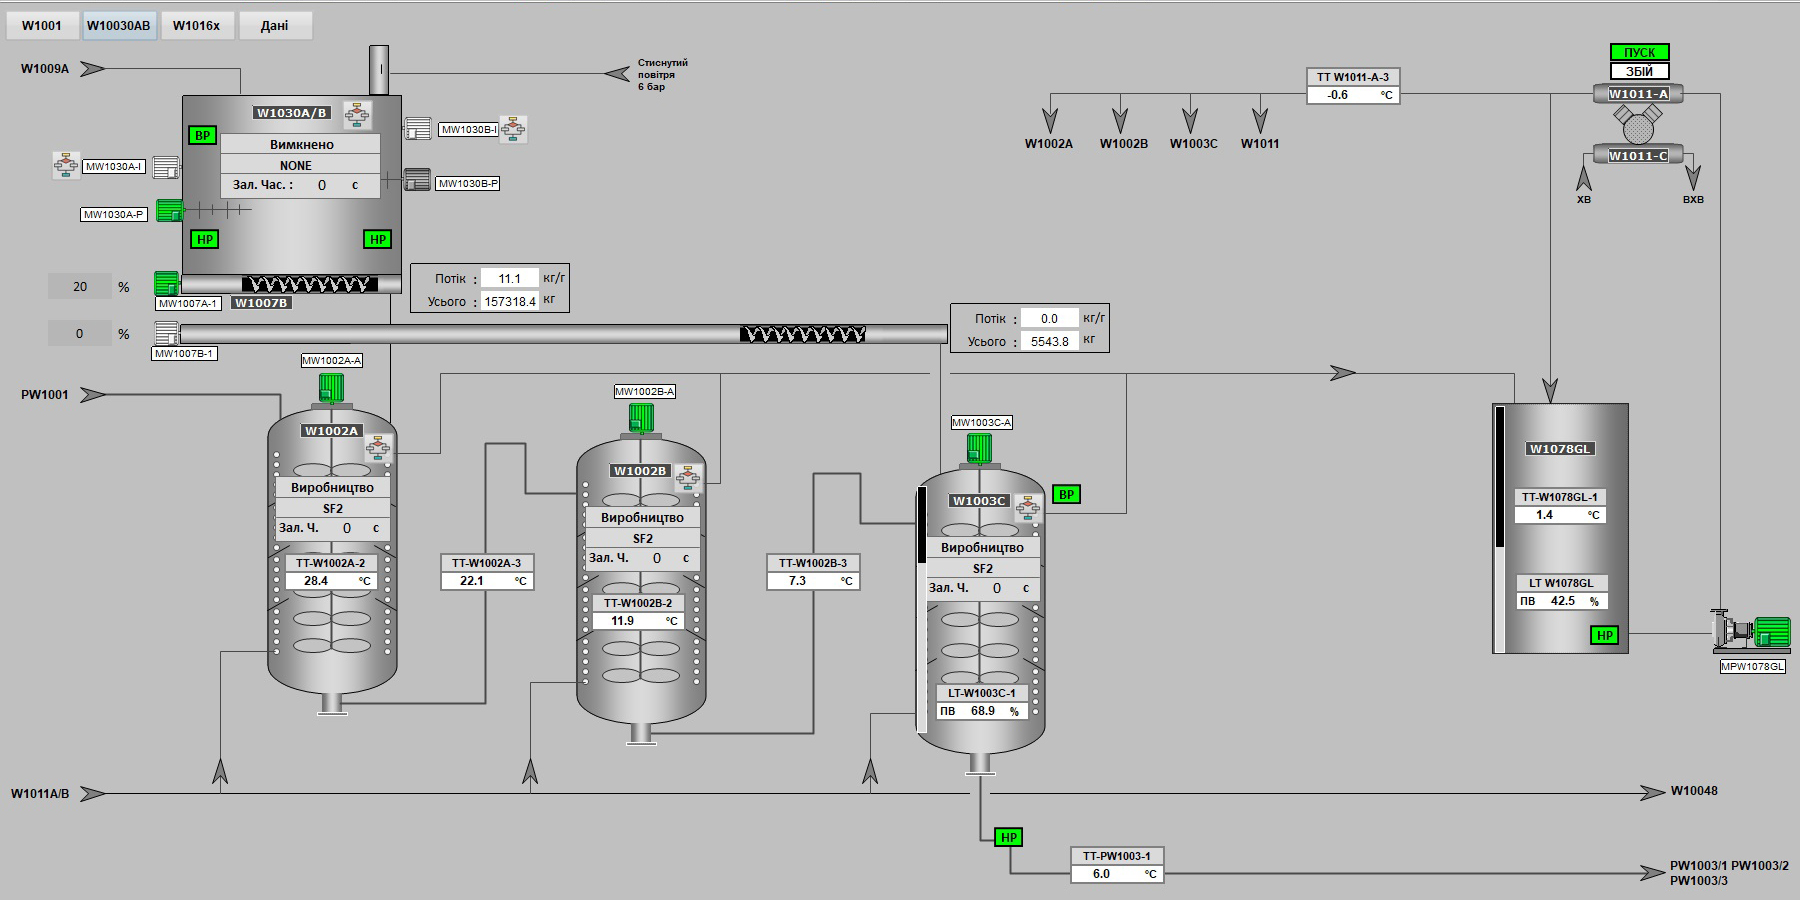 W1001
W10030AB
W1016x
Дані
W1009A
Стиснутий
повітря
6 бар
W1030A/B
ВР
Вимкнено
NONE
Зал. Час. : 0 с
НР
НР
MW1030B-I
MW1030A-I
MW1030B-P
MW1030A-P
20 %
MW1007A-1
W1007B
Потік : 11.1 кг/г
Усього : 157318.4 кг
0 %
MW1007B-1
Потік : 0.0 кг/г
Усього : 5543.8 кг
TT W1011-A-3
-0.6 °C
W1002A
W1002B
W1003C
W1011
ПУСК
ЗБІЙ
W1011-A
W1011-C
ХВ
ВХВ
PW1001
MW1002A-A
W1002A
Виробництво
SF2
Зал. Ч. 0 с
TT-W1002A-2
28.4 °C
TT-W1002A-3
22.1 °C
MW1002B-A
W1002B
Виробництво
SF2
Зал. Ч. 0 с
TT-W1002B-2
11.9 °C
TT-W1002B-3
7.3 °C
MW1003C-A
W1003C
ВР
Виробництво
SF2
Зал. Ч. 0 с
LT-W1003C-1
ПВ 68.9 %
W1078GL
TT-W1078GL-1
1.4 °C
LT W1078GL
ПВ 42.5 %
НР
MPW1078GL
W1011A/B
W10048
НР
TT-PW1003-1
6.0 °C
PW1003/1 PW1003/2
PW1003/3